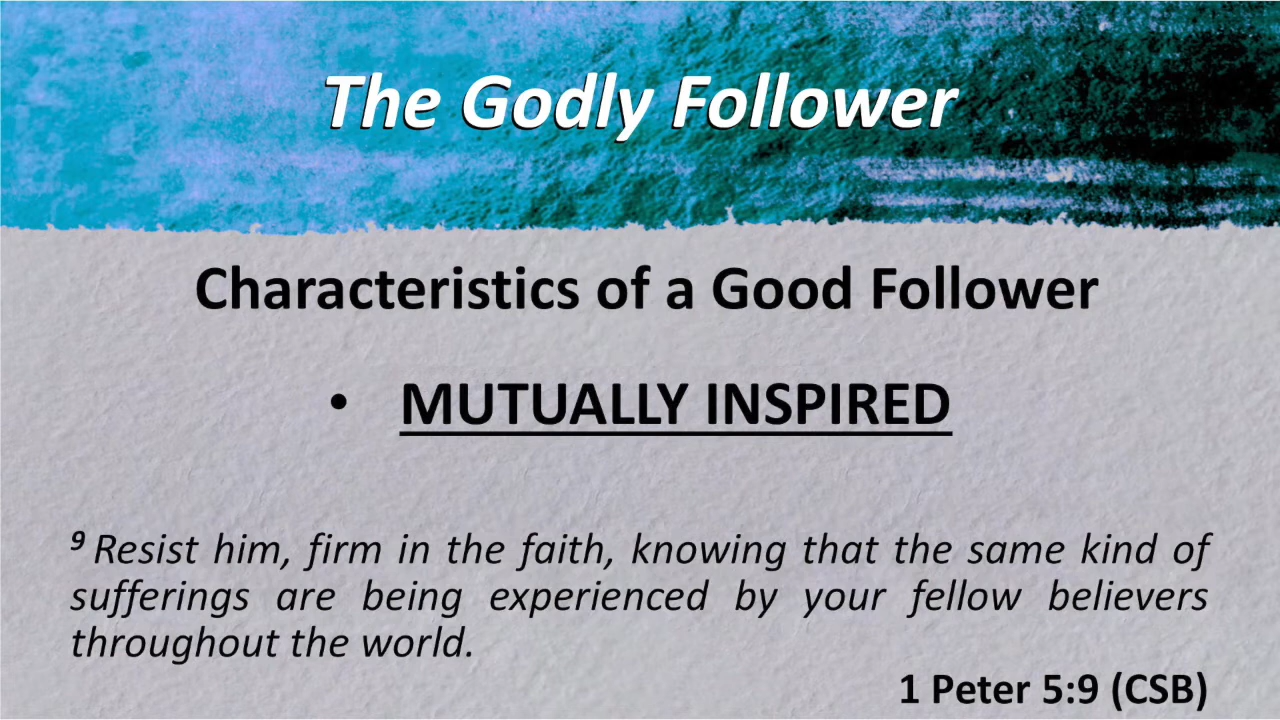 The Godly Follower
Characteristics of a Good Follower
• MUTUALLY INSPIRED
9 Resist him, firm in the faith, knowing that the same kind of
sufferings are being experienced by your fellow believers
throughout the world.
1 Peter 5:9 (CSB)